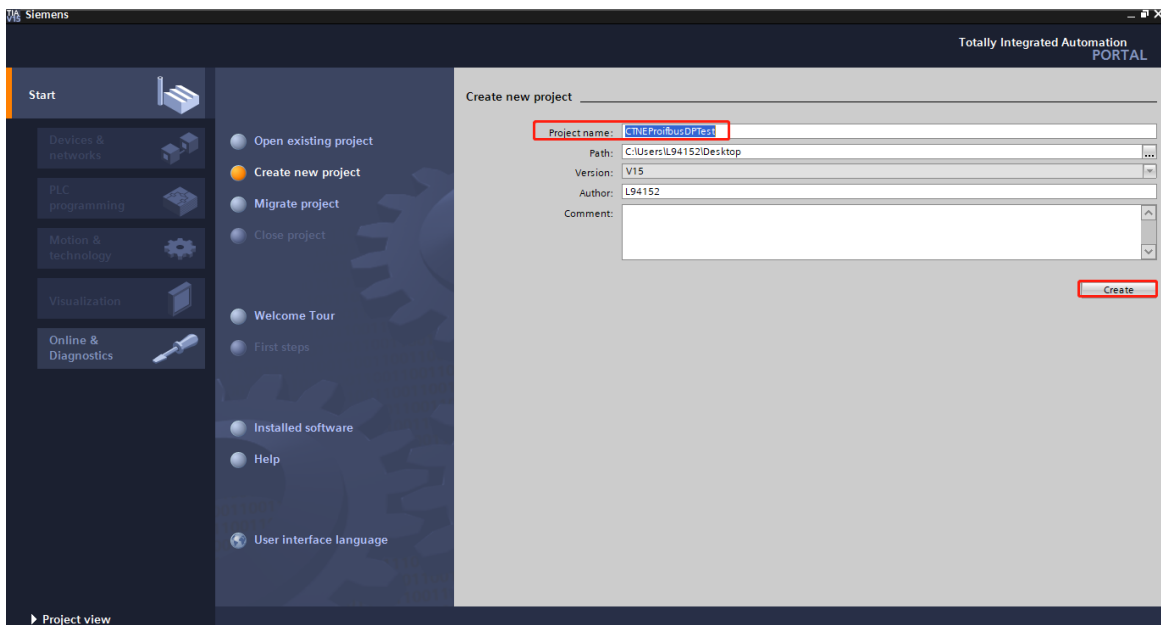 Siemens
Totally Integrated Automation
PORTAL
Start
Devices &
networks
PLC
programming
Motion &
technology
Visualization
Online &
Diagnostics
Open existing project
Create new project
Migrate project
Close project
Welcome Tour
First steps
Installed software
Help
User interface language
Create new project
Project name: CTNEProifbusDPTest
Path: C:\Users\L94152\Desktop
...
Version: V15
Author: L94152
Comment:
Create
Project view